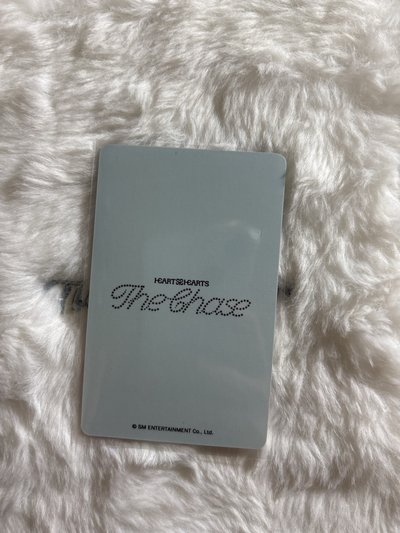 HEARTS2HEARTS
The Chase
© SM ENTERTAINMENT Co., Ltd.